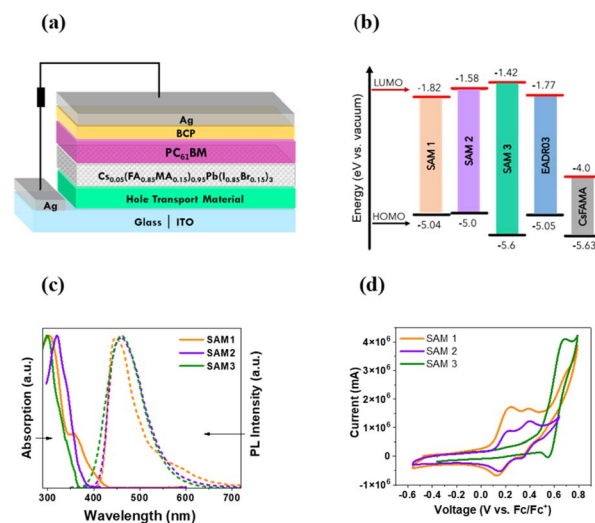 (a)
Ag
BCP
PC₆₁BM
Cs₀.₀₅(FA₀.₈₅MA₀.₁₅)₀.₉₅Pb(I₀.₈₅Br₀.₁₅)₃
Hole Transport Material
Ag
Glass | ITO
(b)
Energy (eV vs. vacuum)
LUMO
HOMO
-1.82
-1.58
-1.42
-1.77
-4.0
SAM 1
SAM 2
SAM 3
EADR03
CsFAMA
-5.04
-5.0
-5.6
-5.05
-5.63
(c)
Absorption (a.u.)
PL Intensity (a.u.)
SAM1
SAM2
SAM3
300 400 500 600 700
Wavelength (nm)
(d)
Current (mA)
4×10⁶
3×10⁶
2×10⁶
1×10⁶
0
-1×10⁶
SAM 1
SAM 2
SAM 3
-0.6 -0.4 -0.2 0.0 0.2 0.4 0.6 0.8
Voltage (V vs. Fc/Fc⁺)